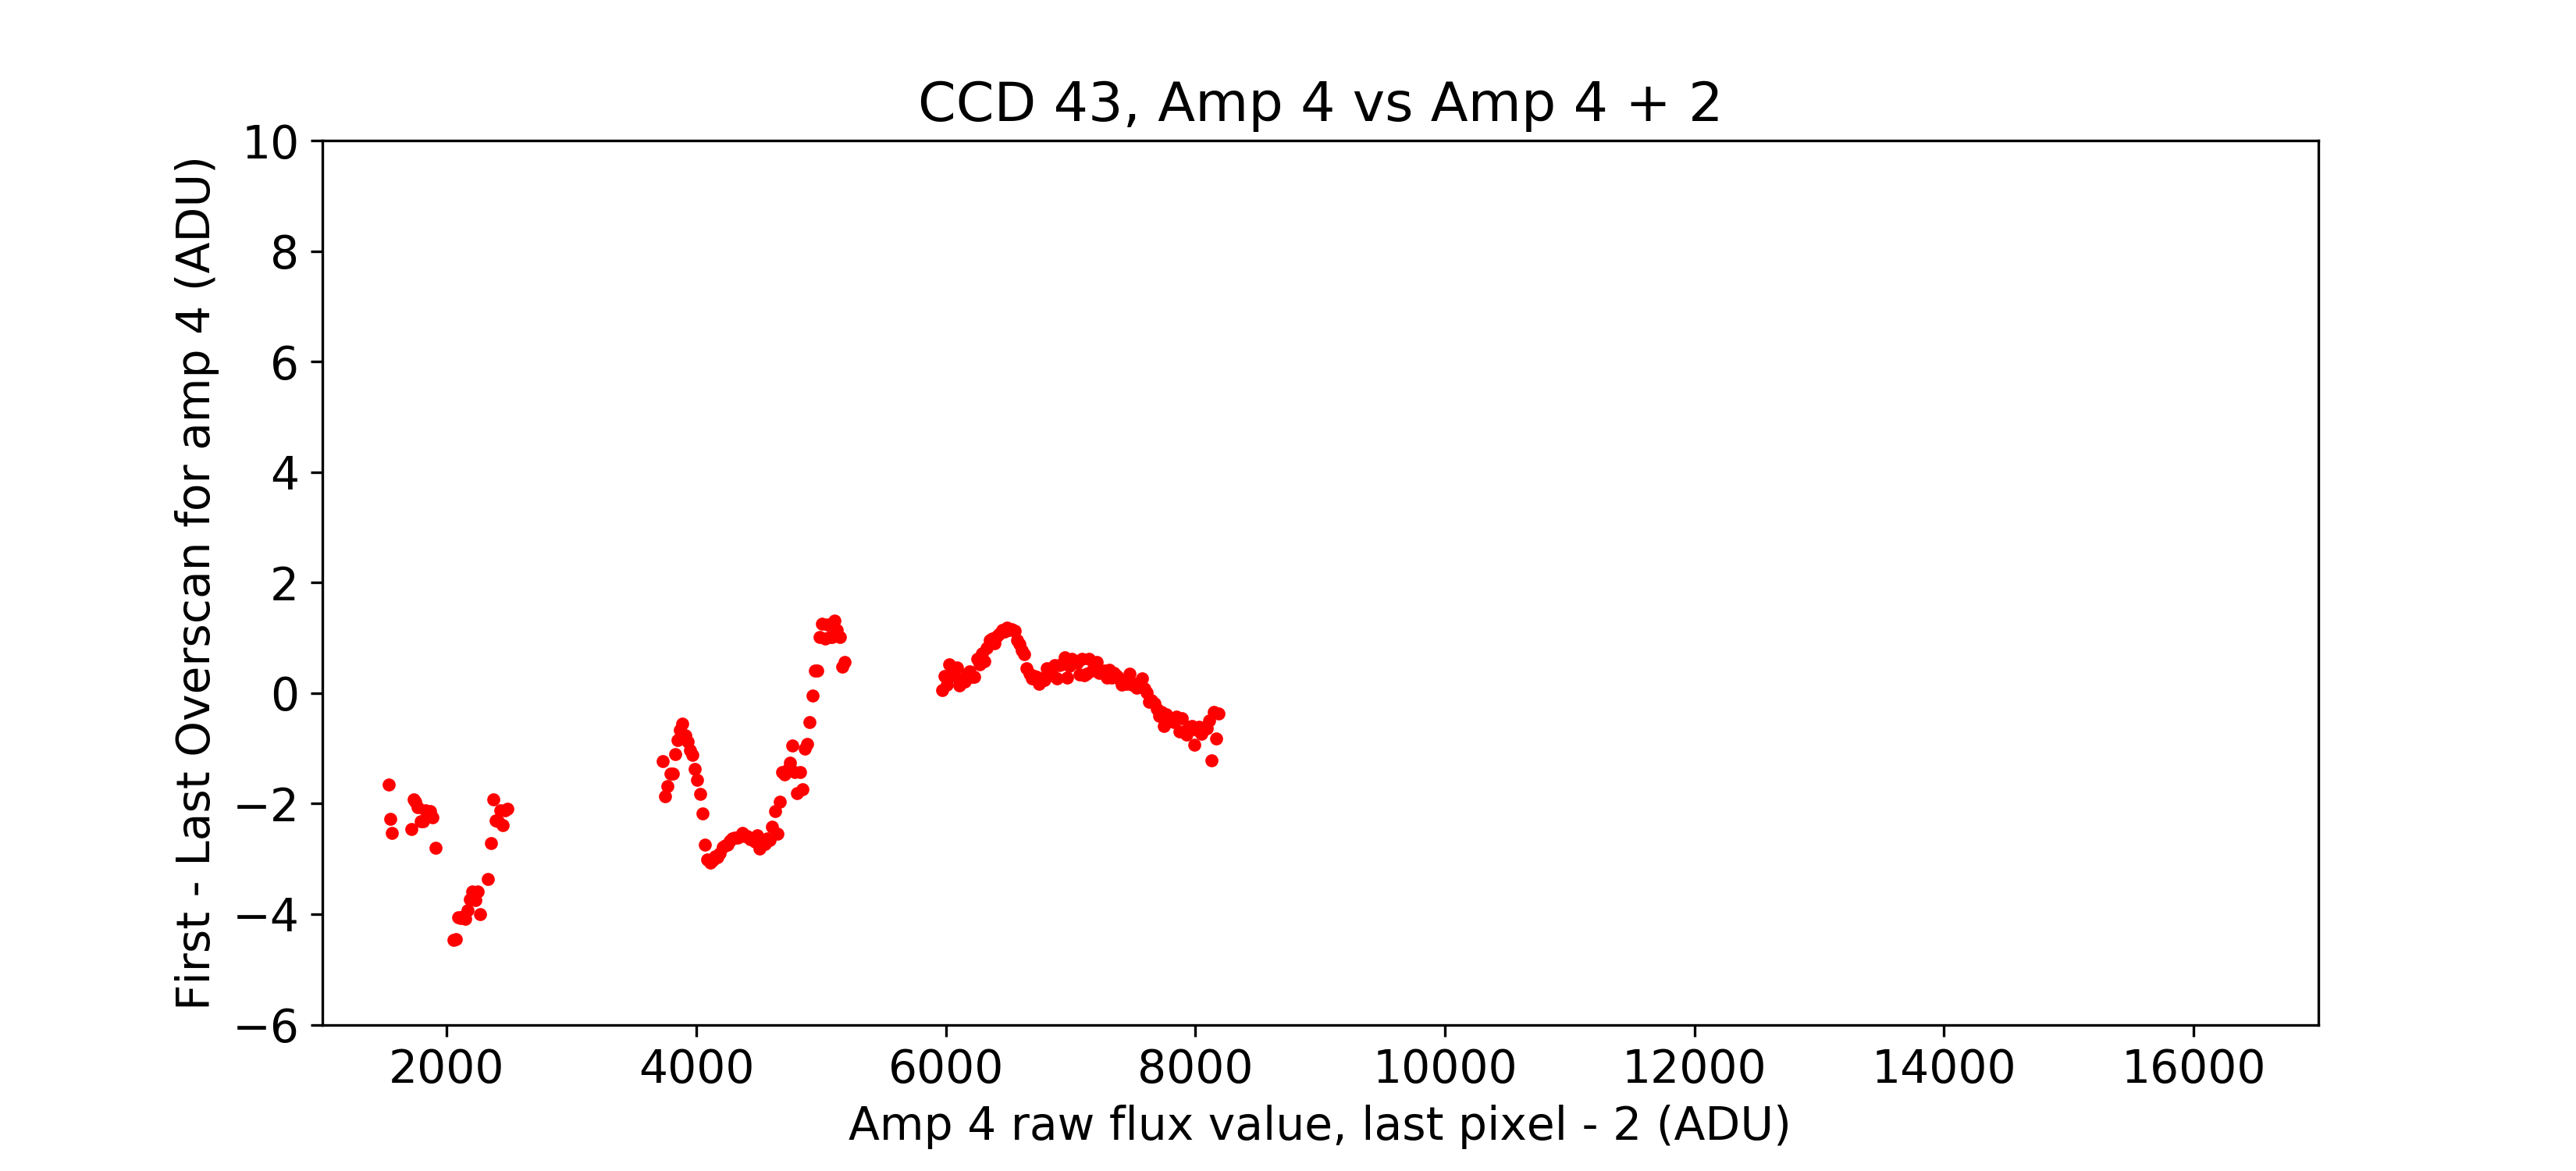 CCD 43, Amp 4 vs Amp 4 + 2
First - Last Overscan for amp 4 (ADU)
10
8
6
4
2
0
−2
−4
−6
2000 4000 6000 8000 10000 12000 14000 16000
Amp 4 raw flux value, last pixel - 2 (ADU)